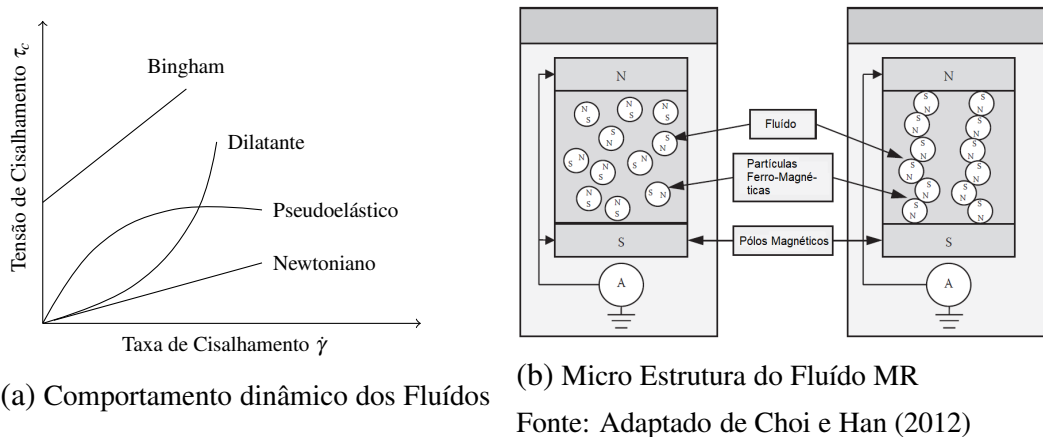 Tensão de Cisalhamento τc
Bingham
Dilatante
Pseudoelástico
Newtoniano
Taxa de Cisalhamento γ̇
(a) Comportamento dinâmico dos Fluídos
N
N S
N S
N S
N S
S N
N S
N S
N S
N S
N S
S N
N S
S
A
Fluído
Partículas
Ferro-Magné-
ticas
Pólos Magnéticos
N
S N
S N
S N
S N
S N
S N
S N
S N
S N
S N
S N
S N
S
A
(b) Micro Estrutura do Fluído MR
Fonte: Adaptado de Choi e Han (2012)